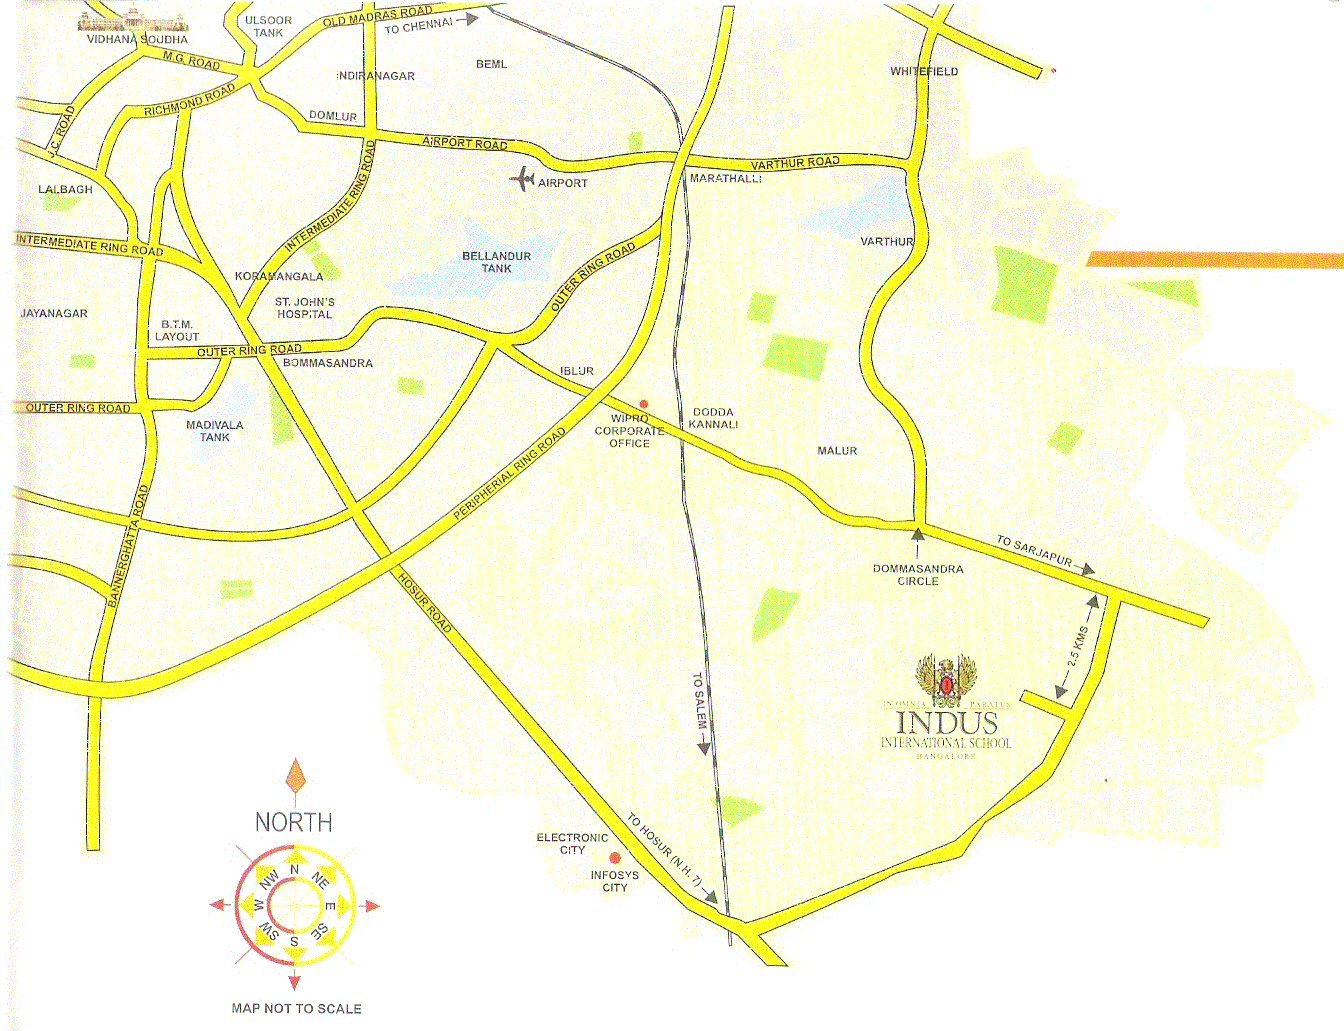 ULSOOR
TANK
OLD MADRAS ROAD
TO CHENNAI
VIDHANA SOUDHA
M.G. ROAD
INDIRANAGAR
BEML
WHITEFIELD
RICHMOND ROAD
DOMLUR
J.C. ROAD
AIRPORT ROAD
VARTHUR ROAD
MARATHALLI
AIRPORT
LALBAGH
INTERMEDIATE RING ROAD
INTERMEDIATE RING ROAD
VARTHUR
BELLANDUR
TANK
OUTER RING ROAD
KORAMANGALA
ST. JOHN'S
HOSPITAL
JAYANAGAR
B.T.M.
LAYOUT
OUTER RING ROAD
BOMMASANDRA
IBLUR
OUTER RING ROAD
WIPRO
CORPORATE
OFFICE
DODDA
KANNALI
MADIVALA
TANK
MALUR
PERIPHERIAL RING ROAD
BANNERGHATTA ROAD
TO SARJAPUR
DOMMASANDRA
CIRCLE
HOSUR ROAD
2.5 KMS
TO SALEM
IN OMNIA PARATUS
INDUS
INTERNATIONAL SCHOOL
BANGALORE
NORTH
ELECTRONIC
CITY
INFOSYS
CITY
TO HOSUR (N.H. 7)
N
NE
E
SE
S
SW
W
NW
MAP NOT TO SCALE